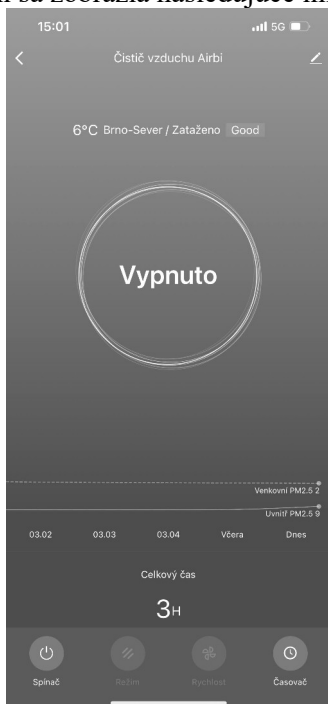 15:01 5G
Čistič vzduchu Airbi
6°C Brno-Sever / Zataženo Good
Vypnuto
Venkovní PM2.5 2
Uvnitř PM2.5 9
03.02 03.03 03.04 Včera Dnes
Celkový čas
3H
Spínač Režim Rychlost Časovač